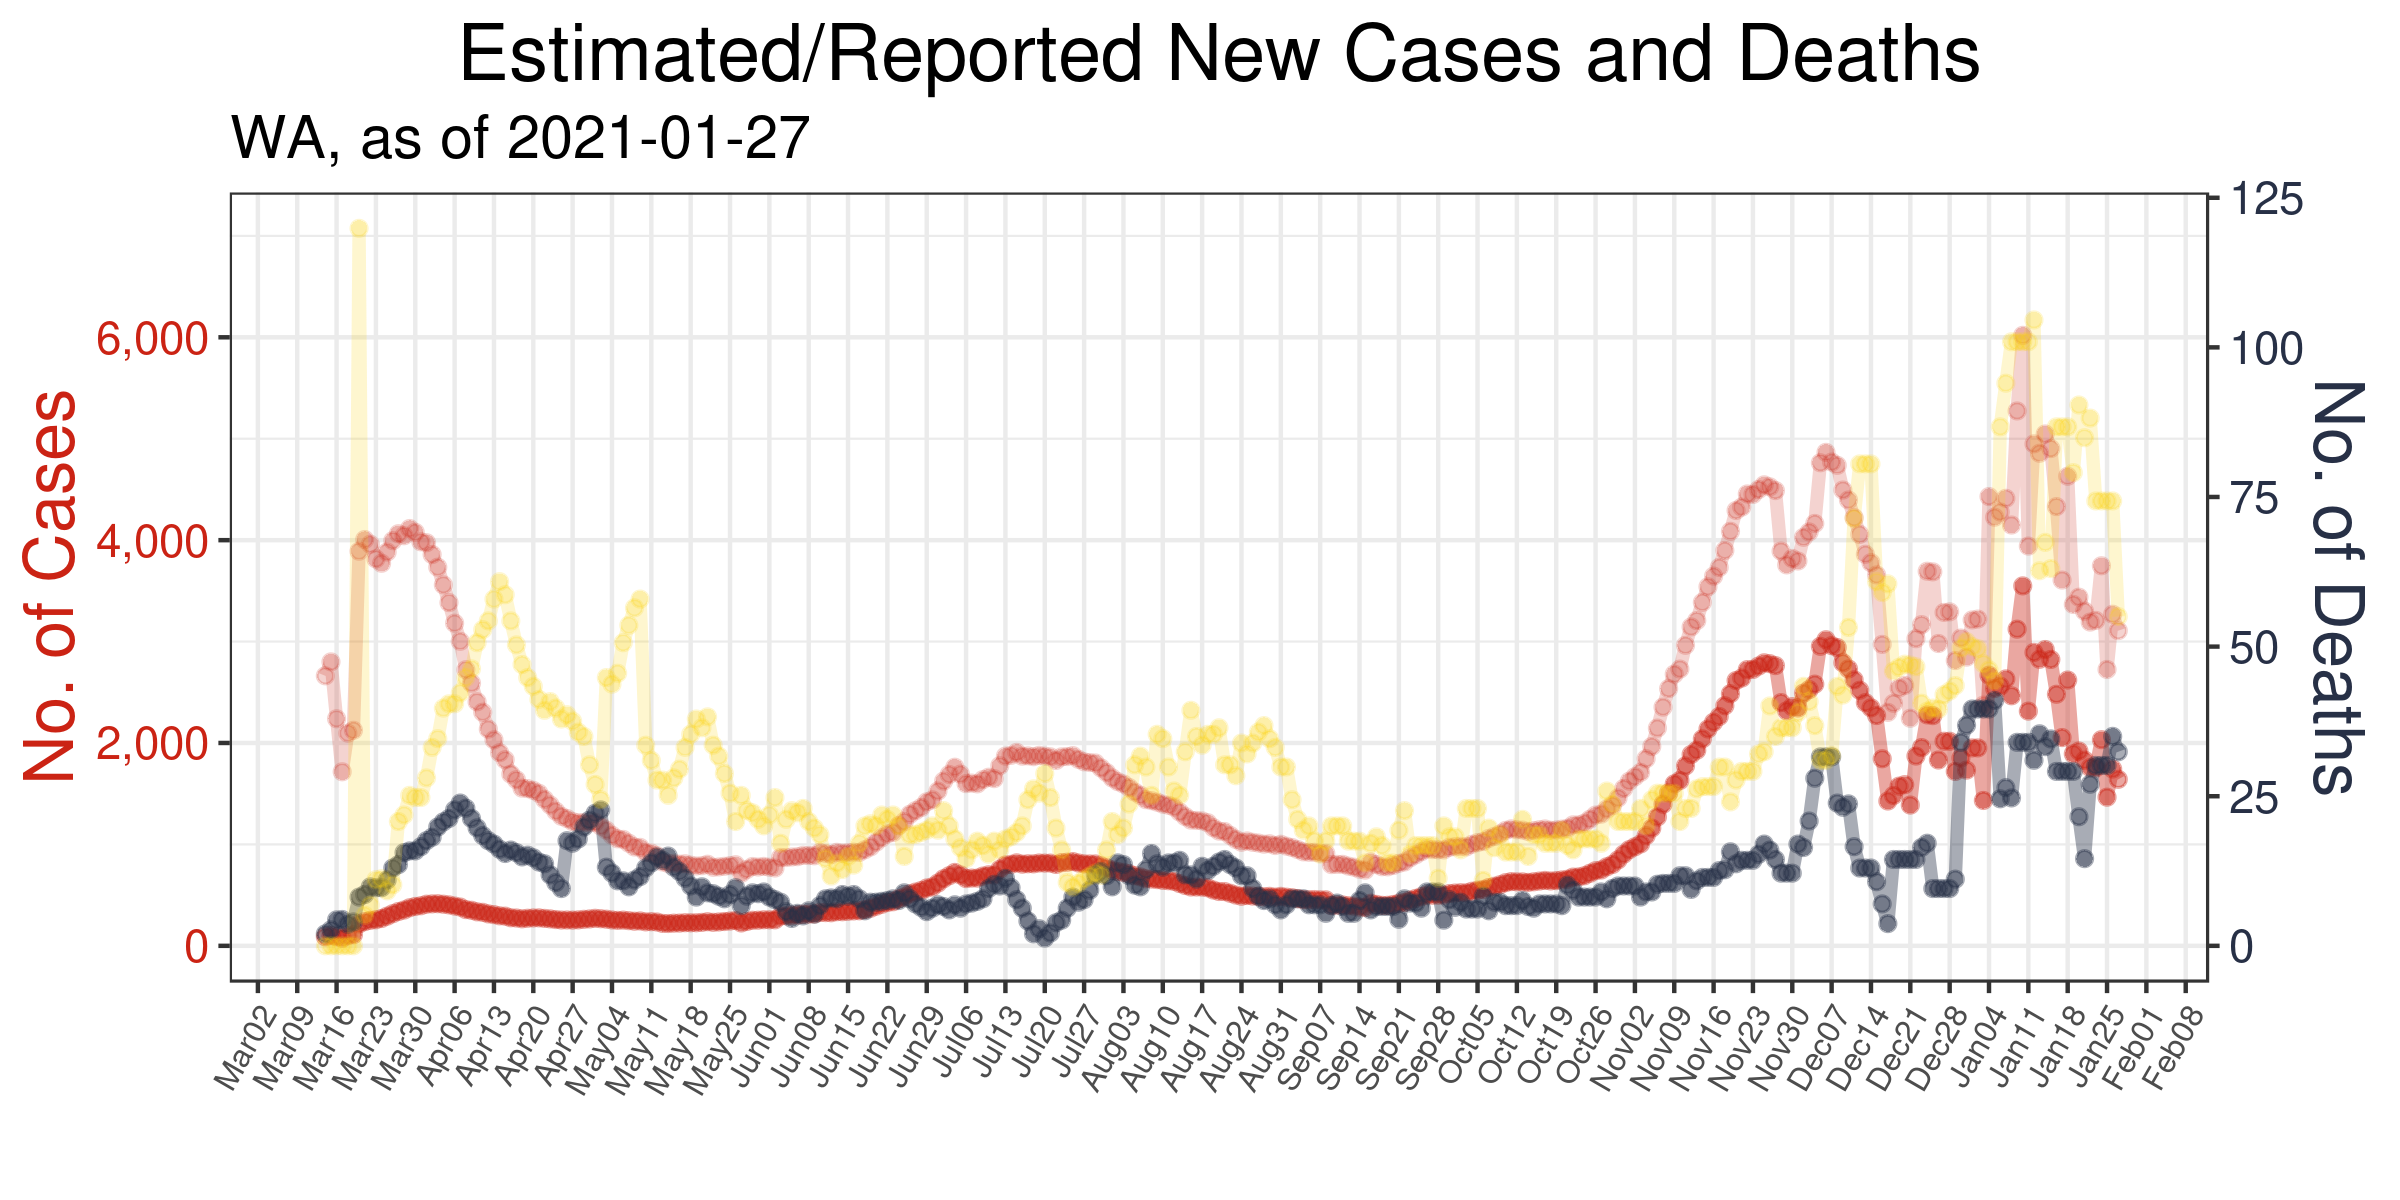 Estimated/Reported New Cases and Deaths
WA, as of 2021-01-27
No. of Cases
6,000
4,000
2,000
0
125
100
75
50
25
0
No. of Deaths
Mar02
Mar09
Mar16
Mar23
Mar30
Apr06
Apr13
Apr20
Apr27
May04
May11
May18
May25
Jun01
Jun08
Jun15
Jun22
Jun29
Jul06
Jul13
Jul20
Jul27
Aug03
Aug10
Aug17
Aug24
Aug31
Sep07
Sep14
Sep21
Sep28
Oct05
Oct12
Oct19
Oct26
Nov02
Nov09
Nov16
Nov23
Nov30
Dec07
Dec14
Dec21
Dec28
Jan04
Jan11
Jan18
Jan25
Feb01
Feb08